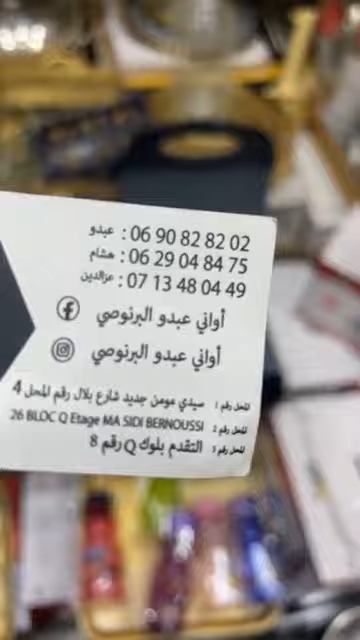 عبدو : 06 90 82 82 02
هشام : 06 29 04 84 75
عزالدين : 07 13 48 04 49
أواني عبدو البرنوصي
أواني عبدو البرنوصي
المحل رقم 1 : سيدي مومن جديد شارع بلال رقم المحل 4
المحل رقم 2 : 26 BLOC Q Etage MA SIDI BERNOUSSI
المحل رقم 3 : التقدم بلوك Q رقم 8